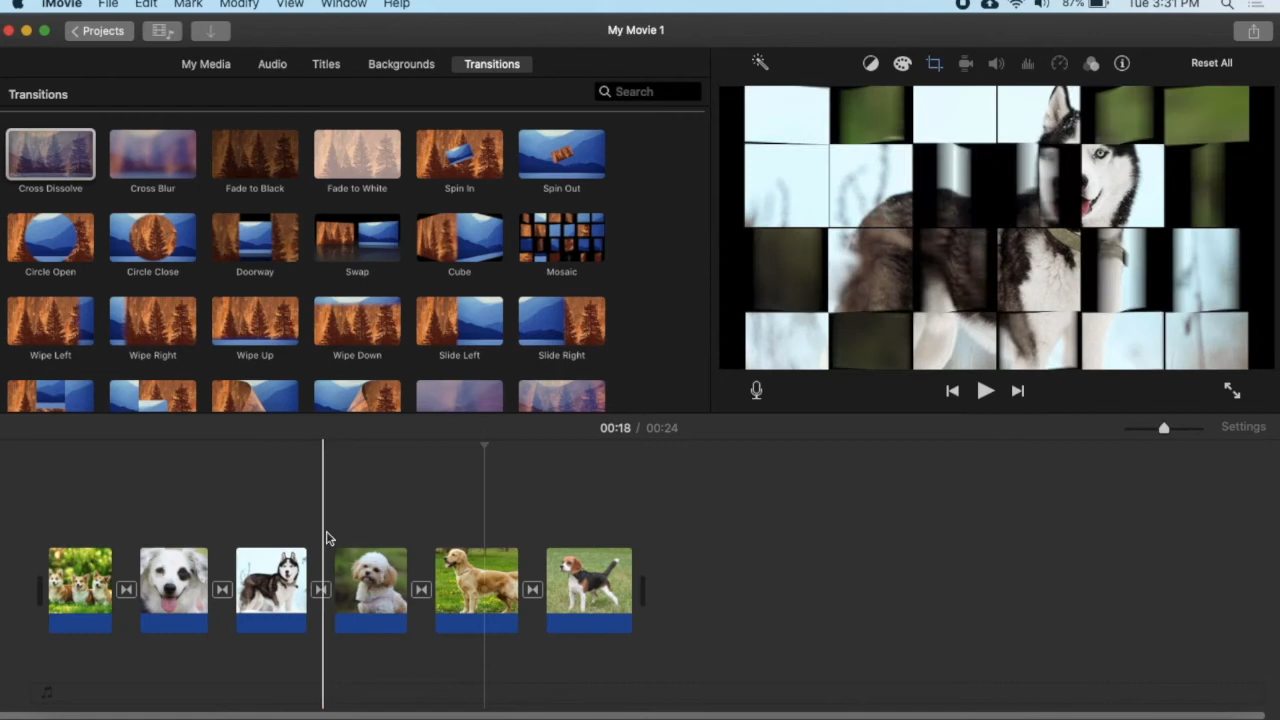 iMovie File Edit Mark Modify View Window Help 87% Tue 3:31 PM
Projects My Movie 1
My Media Audio Titles Backgrounds Transitions Reset All
Transitions Search
Cross Dissolve Cross Blur Fade to Black Fade to White Spin In Spin Out
Circle Open Circle Close Doorway Swap Cube Mosaic
Wipe Left Wipe Right Wipe Up Wipe Down Slide Left Slide Right
00:18 / 00:24 Settings